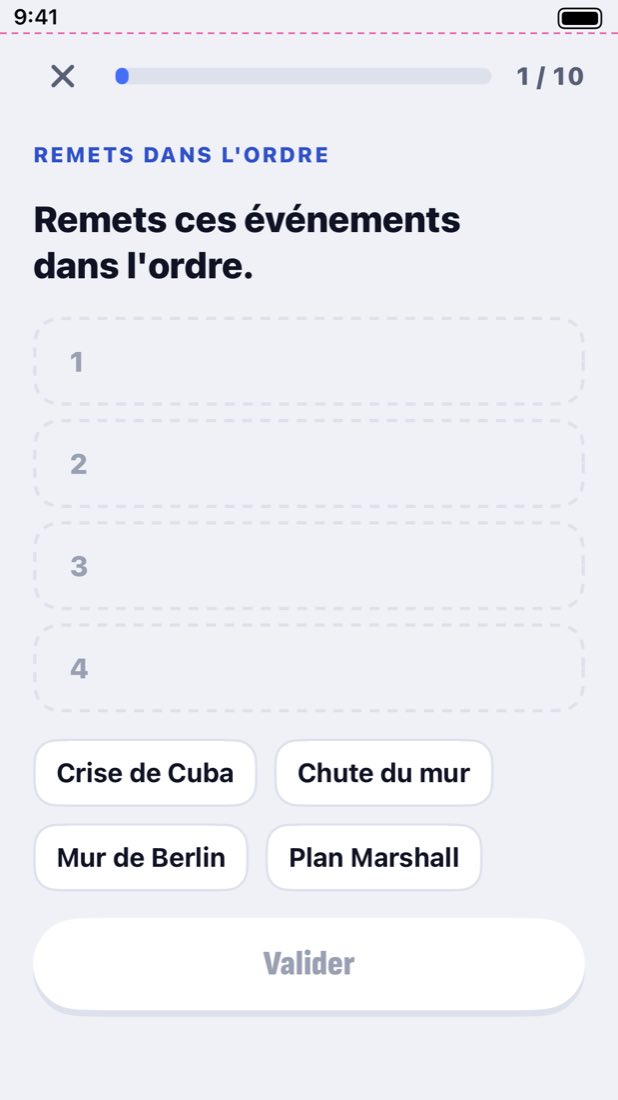 9:41
1 / 10
REMETS DANS L'ORDRE
Remets ces événements
dans l'ordre.
1
2
3
4
Crise de Cuba
Chute du mur
Mur de Berlin
Plan Marshall
Valider